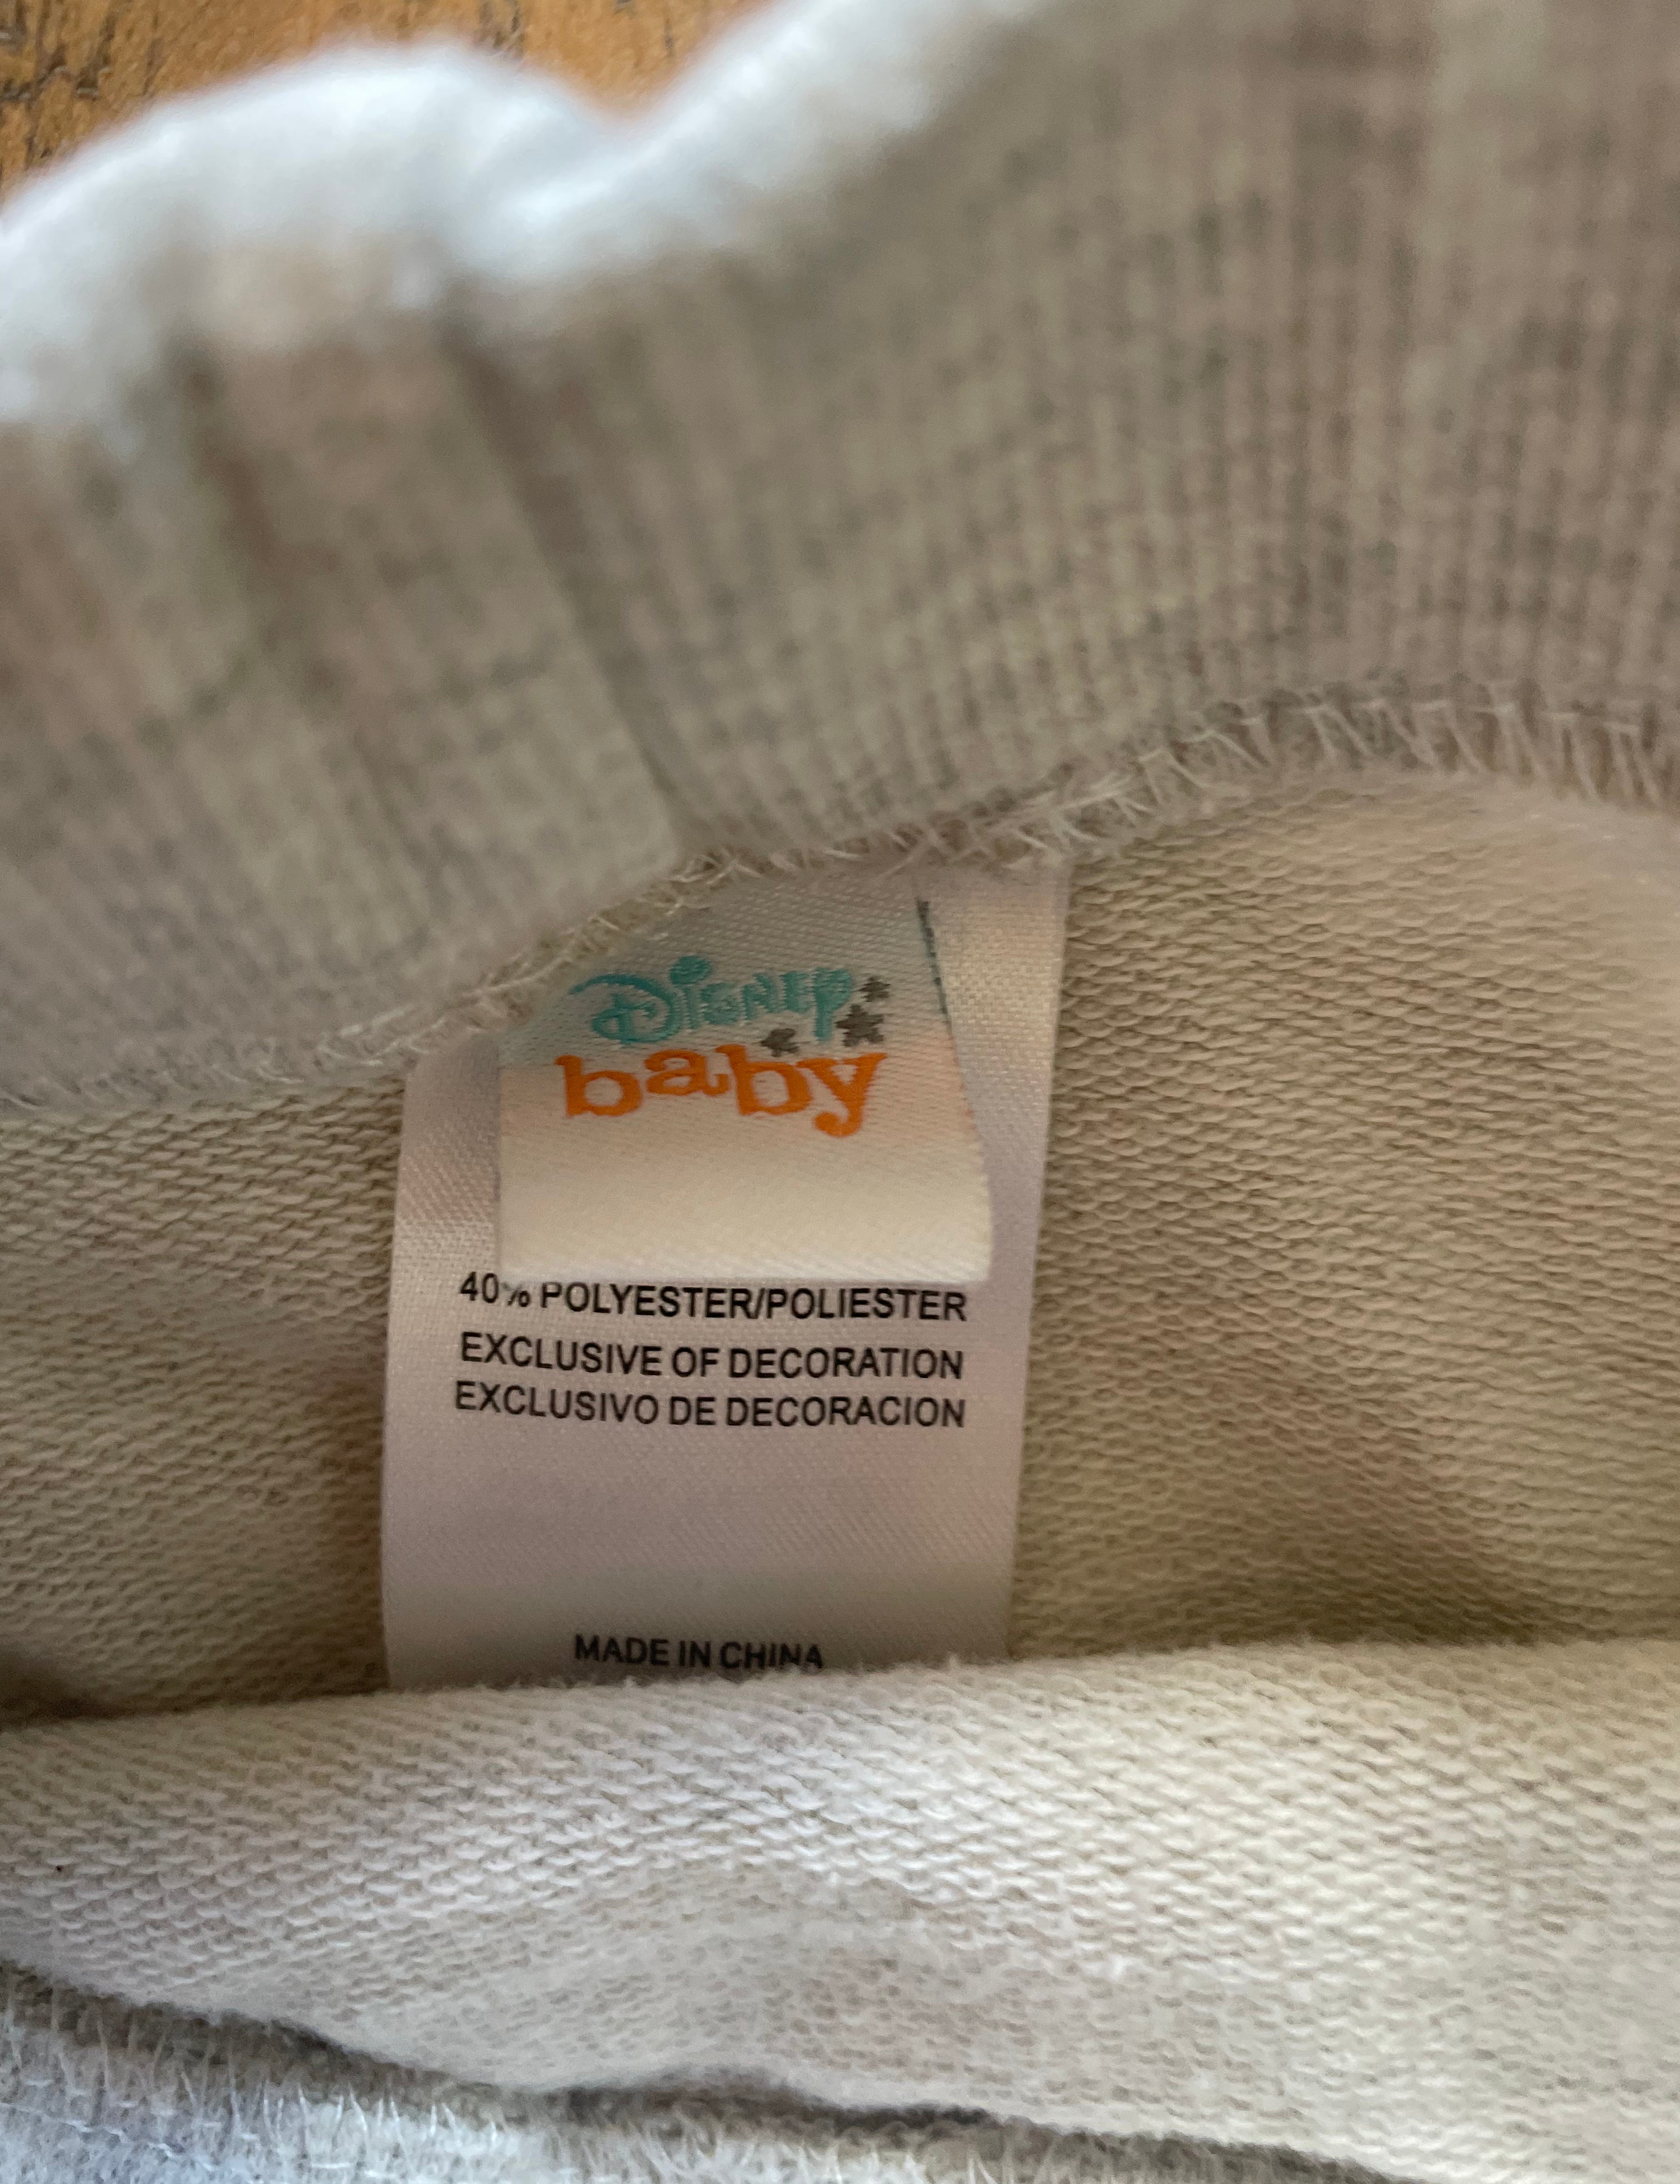 Disney
baby
40% POLYESTER/POLIESTER
EXCLUSIVE OF DECORATION
EXCLUSIVO DE DECORACION
MADE IN CHINA